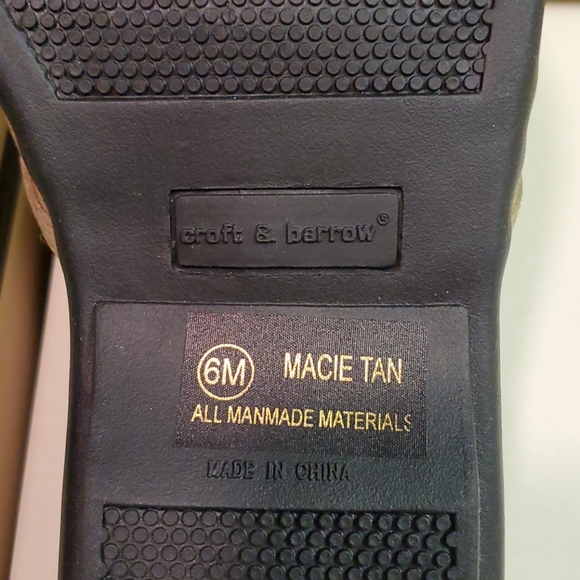 croft & barrow®
6M MACIE TAN
ALL MANMADE MATERIALS
MADE IN CHINA